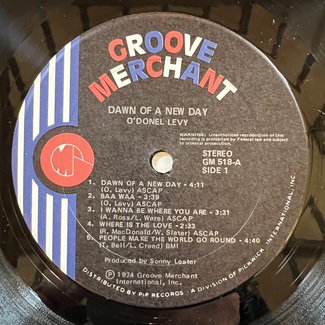 GROOVE
MERCHANT
DAWN OF A NEW DAY
O'DONEL LEVY
WARNING: Unauthorized reproduction of this
recording is prohibited by Federal law and subject
to criminal prosecution.
STEREO
GM 518-A
SIDE 1
1. DAWN OF A NEW DAY - 4:11
(O. Levy) ASCAP
2. BAA WAA - 3:39
(O. Levy) ASCAP
3. I WANNA BE WHERE YOU ARE - 3:31
(A. Ross/L. Ware) ASCAP
4. WHERE IS THE LOVE - 2:33
(R. MacDonald/W. Slater) ASCAP
5. PEOPLE MAKE THE WORLD GO ROUND - 4:40
(T. Bell/L. Creed) BMI
Produced by Sonny Lester
℗ 1974 Groove Merchant
International, Inc.
DISTRIBUTED BY PIP RECORDS - A DIVISION OF PICKWICK INTERNATIONAL, INC.